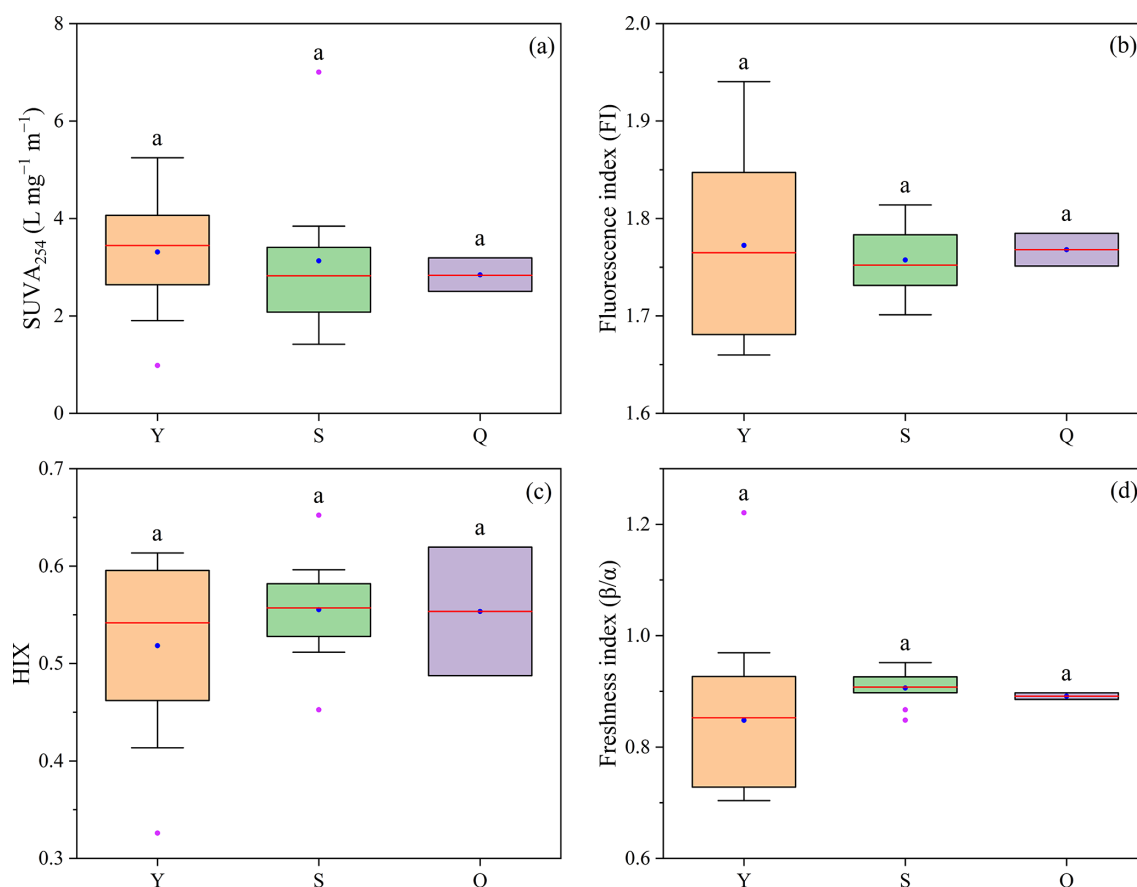 (a)
SUVA₂₅₄ (L mg⁻¹ m⁻¹)
8
6
4
2
0
a
a
a
Y
S
Q
(b)
Fluorescence index (FI)
2.0
1.9
1.8
1.7
1.6
a
a
a
Y
S
Q
(c)
HIX
0.7
0.6
0.5
0.4
0.3
a
a
a
Y
S
Q
(d)
Freshness index (β/α)
1.2
1.0
0.8
0.6
a
a
a
Y
S
Q